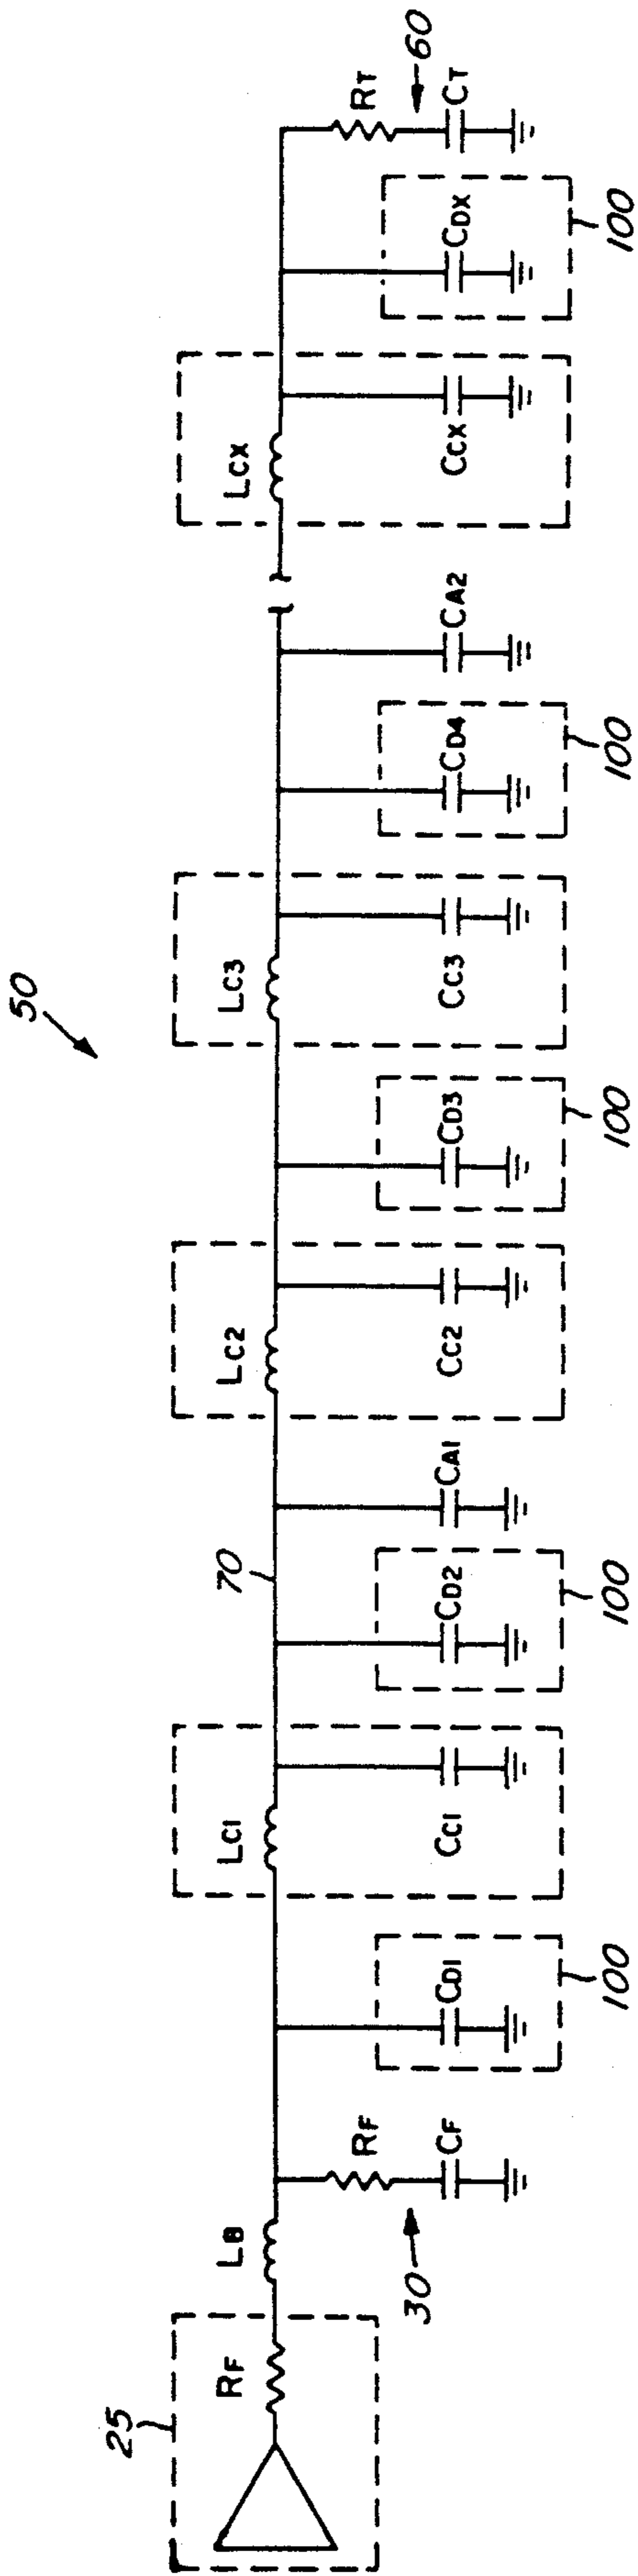 50
25
RF
LB
RF
CF
30
CD1
100
LC1
CC1
CD2
100
70
CA1
LC2
CC2
CD3
100
LC3
CC3
CD4
100
CA2
LCX
CCX
CDX
100
RT
60
CT